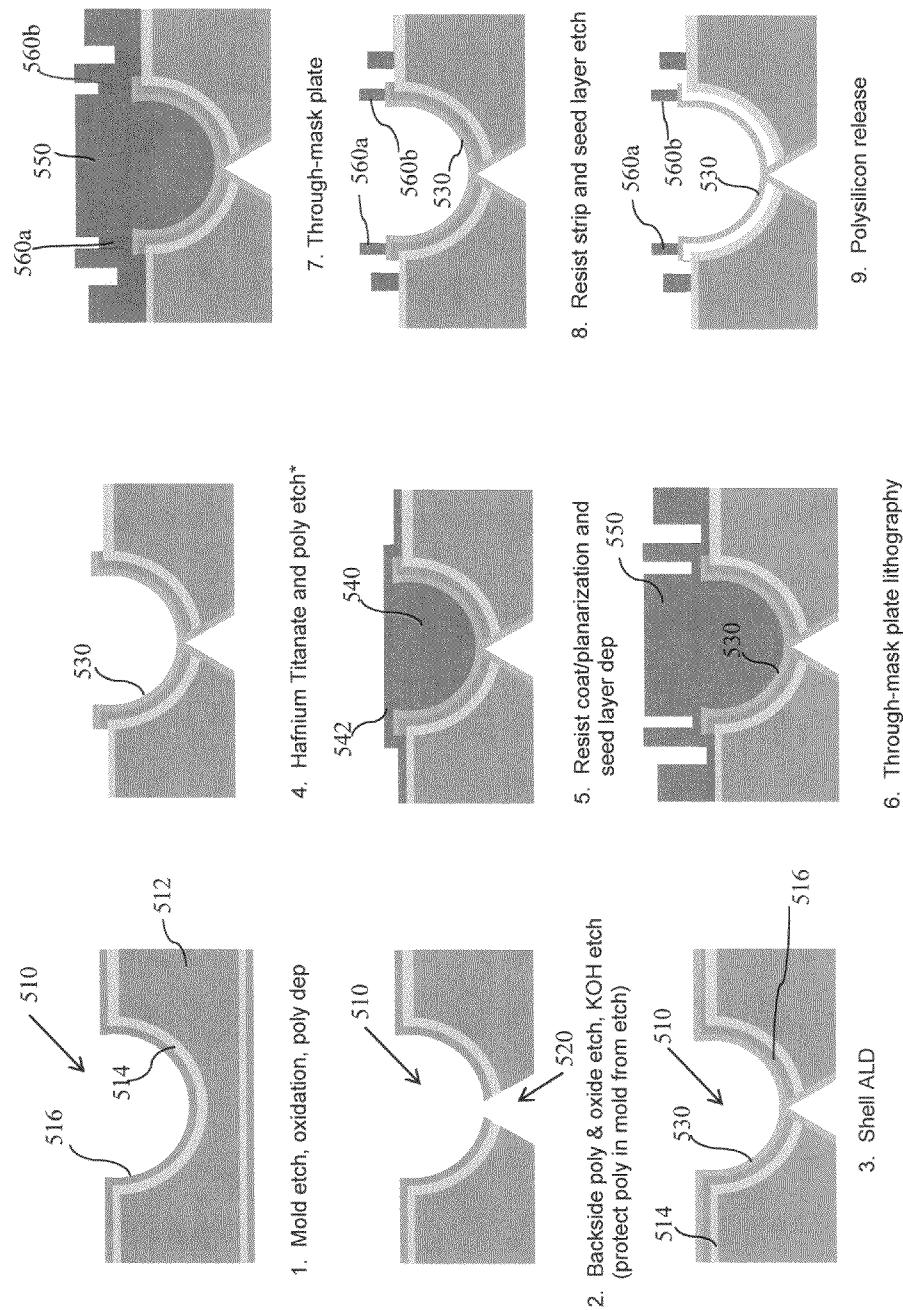 516
510
514
512
1. Mold etch, oxidation, poly dep
510
520
2. Backside poly & oxide etch, KOH etch
(protect poly in mold from etch)
514
530
510
516
3. Shell ALD
530
4. Hafnium Titanate and poly etch*
542
540
5. Resist coat/planarization and
seed layer dep
550
530
6. Through-mask plate lithography
560a
550
560b
7. Through-mask plate
560a
560b
530
8. Resist strip and seed layer etch
560a
560b
530
9. Polysilicon release